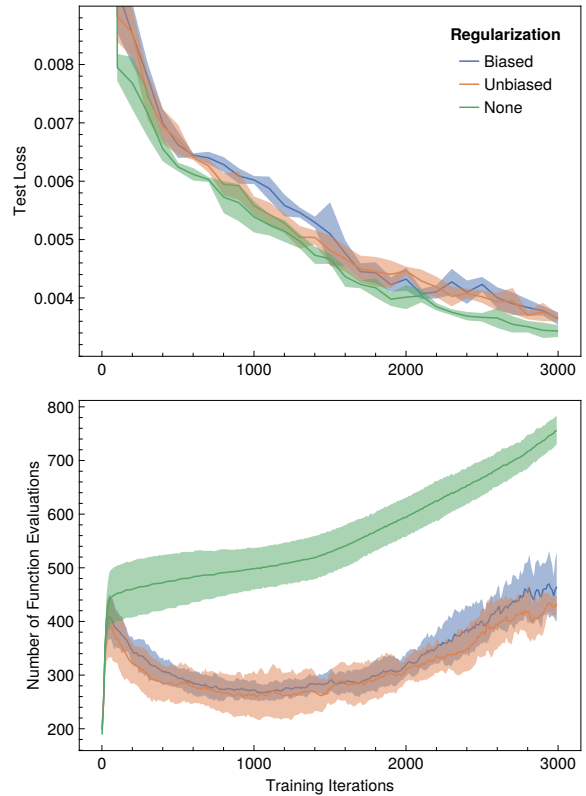 Regularization
Biased
Unbiased
None
Test Loss
0.008
0.007
0.006
0.005
0.004
0
1000
2000
3000
Number of Function Evaluations
800
700
600
500
400
300
200
0
1000
2000
3000
Training Iterations